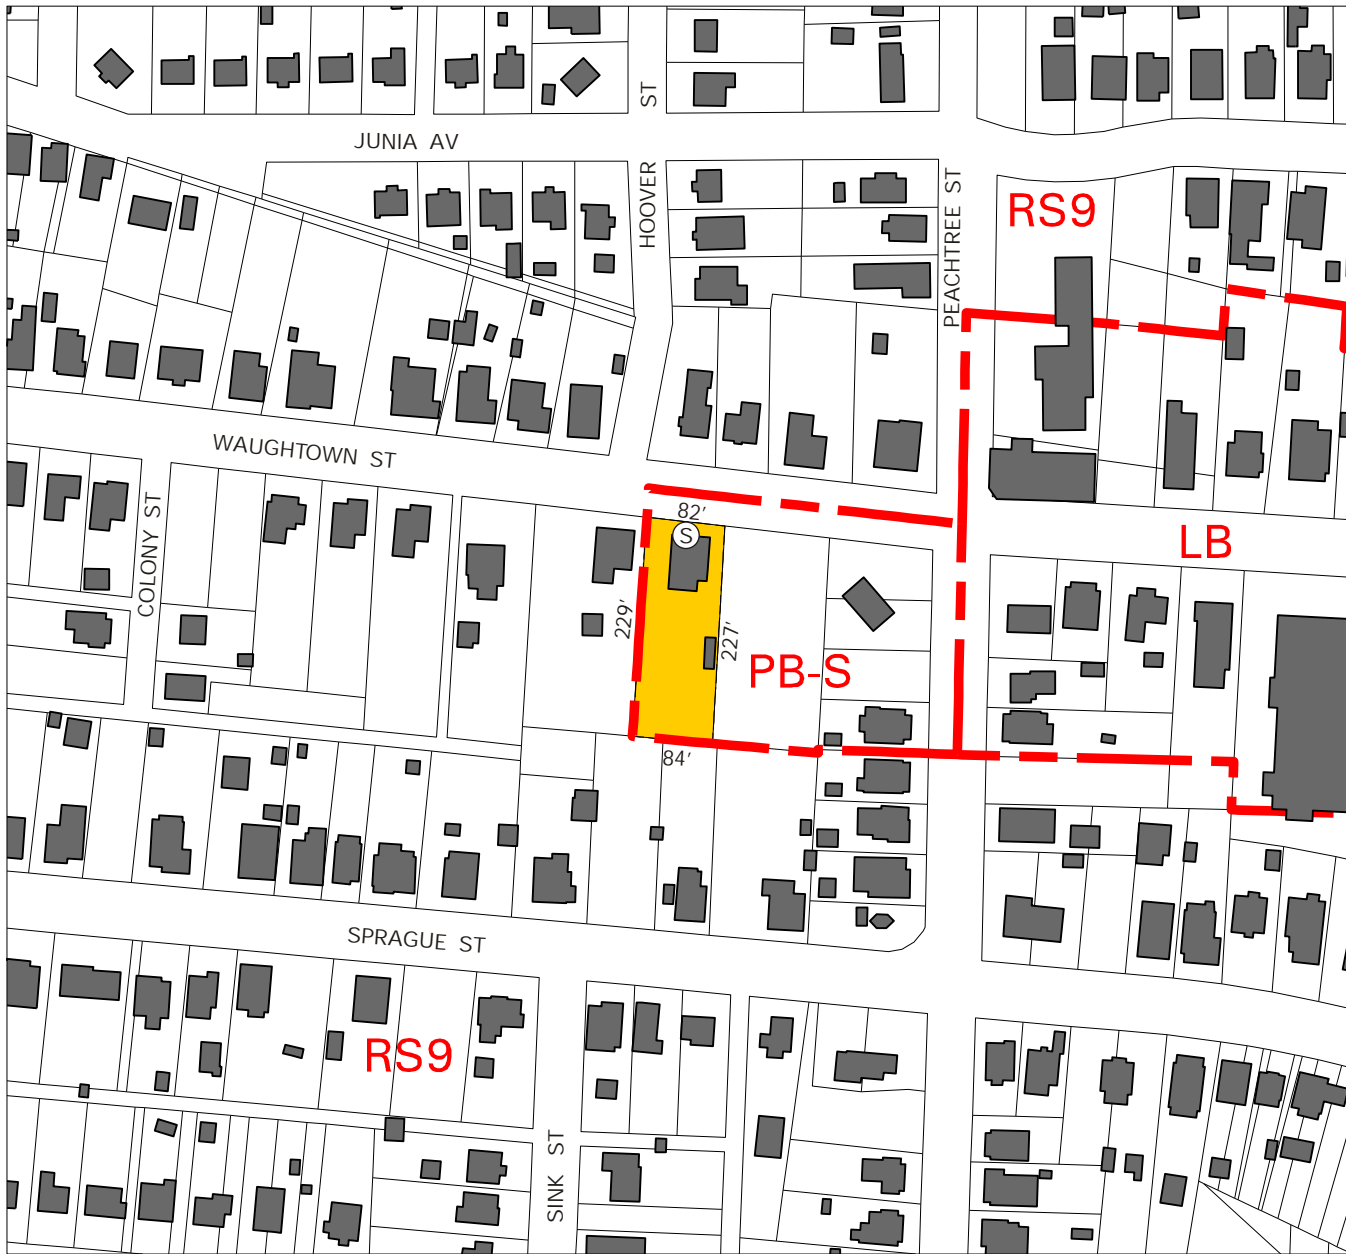 ST
JUNIA AV
HOOVER
PEACHTREE ST
RS9
WAUGHTOWN ST
COLONY ST
82'
S
LB
229'
227'
PB-S
84'
SPRAGUE ST
RS9
SINK ST